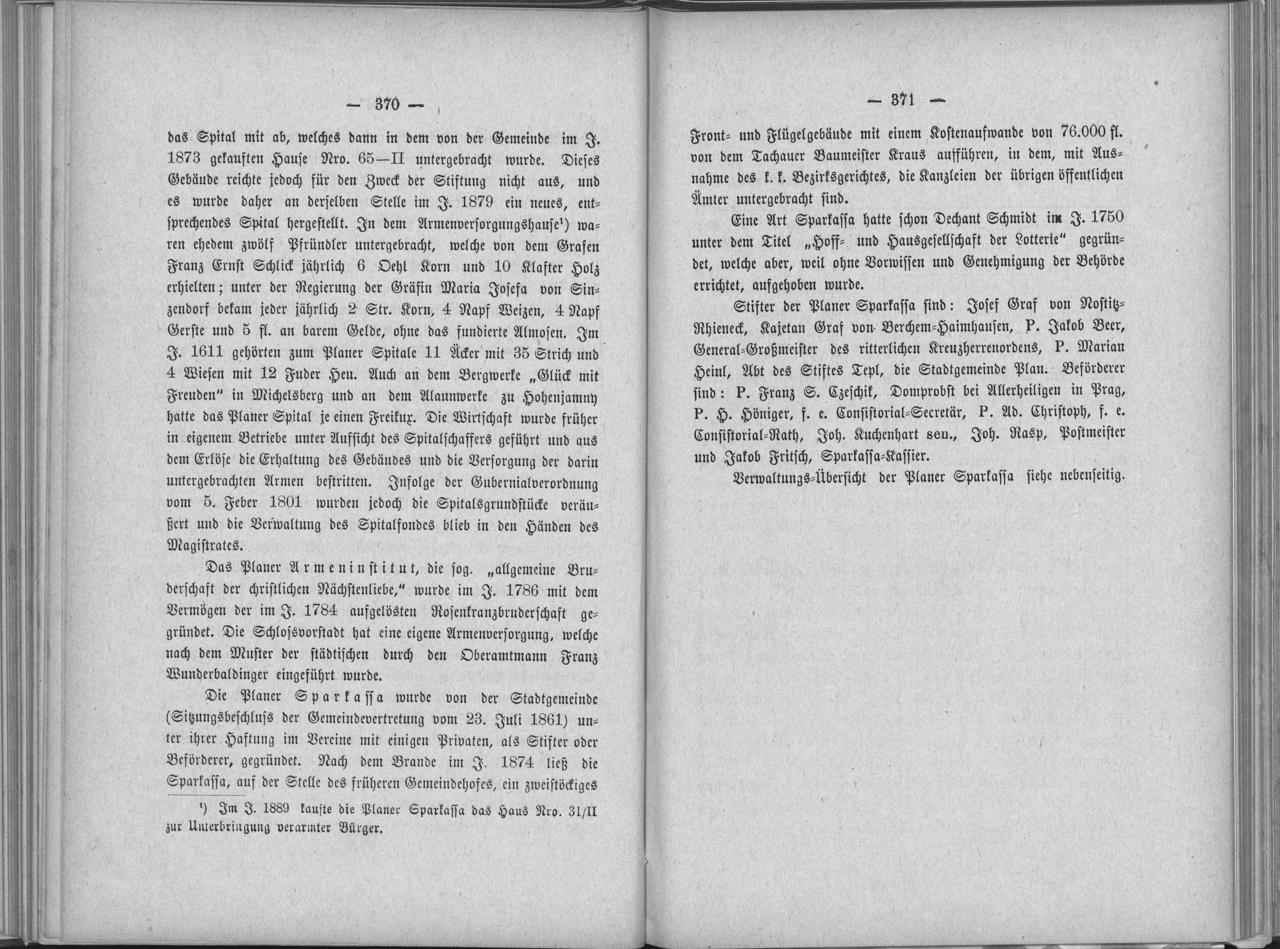 — 370 —
das Spital mit ab, welches dann in dem von der Gemeinde im J.
1873 gekauften Hause Nro. 65—II untergebracht wurde. Dieses
Gebäude reichte jedoch für den Zweck der Stiftung nicht aus, und
es wurde daher an derselben Stelle im J. 1879 ein neues, ent-
sprechendes Spital hergestellt. In dem Armenversorgungshause¹) wa-
ren ehedem zwölf Pfründler untergebracht, welche von dem Grafen
Franz Ernst Schlick jährlich 6 Oehl Korn und 10 Klafter Holz
erhielten; unter der Regierung der Gräfin Maria Josefa von Sin-
zendorf bekam jeder jährlich 2 Str. Korn, 4 Napf Weizen, 4 Napf
Gerste und 5 fl. an barem Gelde, ohne das fundierte Almosen. Im
J. 1611 gehörten zum Planer Spitale 11 Äcker mit 35 Strich und
4 Wiesen mit 12 Fuder Heu. Auch an dem Bergwerke „Glück mit
Freuden" in Michelsberg und an dem Alaunwerke zu Hohenjamny
hatte das Planer Spital je einen Freikux. Die Wirtschaft wurde früher
in eigenem Betriebe unter Aufsicht des Spitalschaffers geführt und aus
dem Erlöse die Erhaltung des Gebäudes und die Versorgung der darin
untergebrachten Armen bestritten. Infolge der Gubernialverordnung
vom 5. Feber 1801 wurden jedoch die Spitalsgrundstücke veräu-
ßert und die Verwaltung des Spitalfondes blieb in den Händen des
Magistrates.
Das Planer Armeninstitut, die sog. „allgemeine Bru-
derschaft der christlichen Nächstenliebe," wurde im J. 1786 mit dem
Vermögen der im J. 1784 aufgelösten Rosenkranzbruderschaft ge-
gründet. Die Schlossvorstadt hat eine eigene Armenversorgung, welche
nach dem Muster der städtischen durch den Oberamtmann Franz
Wunderbaldinger eingeführt wurde.
Die Planer Sparkassa wurde von der Stadtgemeinde
(Sitzungsbeschluss der Gemeindevertretung vom 23. Juli 1861) un-
ter ihrer Haftung im Vereine mit einigen Privaten, als Stifter oder
Beförderer, gegründet. Nach dem Brande im J. 1874 ließ die
Sparkassa, auf der Stelle des früheren Gemeindehofes, ein zweistöckiges
¹) Im J. 1889 kaufte die Planer Sparkassa das Haus Nro. 31/II
zur Unterbringung verarmter Bürger.
— 371 —
Front- und Flügelgebäude mit einem Kostenaufwande von 76.000 fl.
von dem Tachauer Baumeister Kraus aufführen, in dem, mit Aus-
nahme des k. k. Bezirksgerichtes, die Kanzleien der übrigen öffentlichen
Ämter untergebracht sind.
Eine Art Sparkassa hatte schon Dechant Schmidt im J. 1750
unter dem Titel „Hoff- und Hausgesellschaft der Lotterie" gegrün-
det, welche aber, weil ohne Vorwissen und Genehmigung der Behörde
errichtet, aufgehoben wurde.
Stifter der Planer Sparkassa sind: Josef Graf von Nostitz-
Rhieneck, Kajetan Graf von Berchem-Haimhausen, P. Jakob Beer,
General-Großmeister des ritterlichen Kreuzherrenordens, P. Marian
Heinl, Abt des Stiftes Tepl, die Stadtgemeinde Plan. Beförderer
sind: P. Franz S. Czeschik, Domprobst bei Allerheiligen in Prag,
P. H. Höniger, f. e. Consistorial-Secretär, P. Ad. Christoph, f. e.
Consistorial-Rath, Joh. Kuchenhart sen., Joh. Rasp, Postmeister
und Jakob Fritsch, Sparkassa-Kassier.
Verwaltungs-Übersicht der Planer Sparkassa siehe nebenseitig.